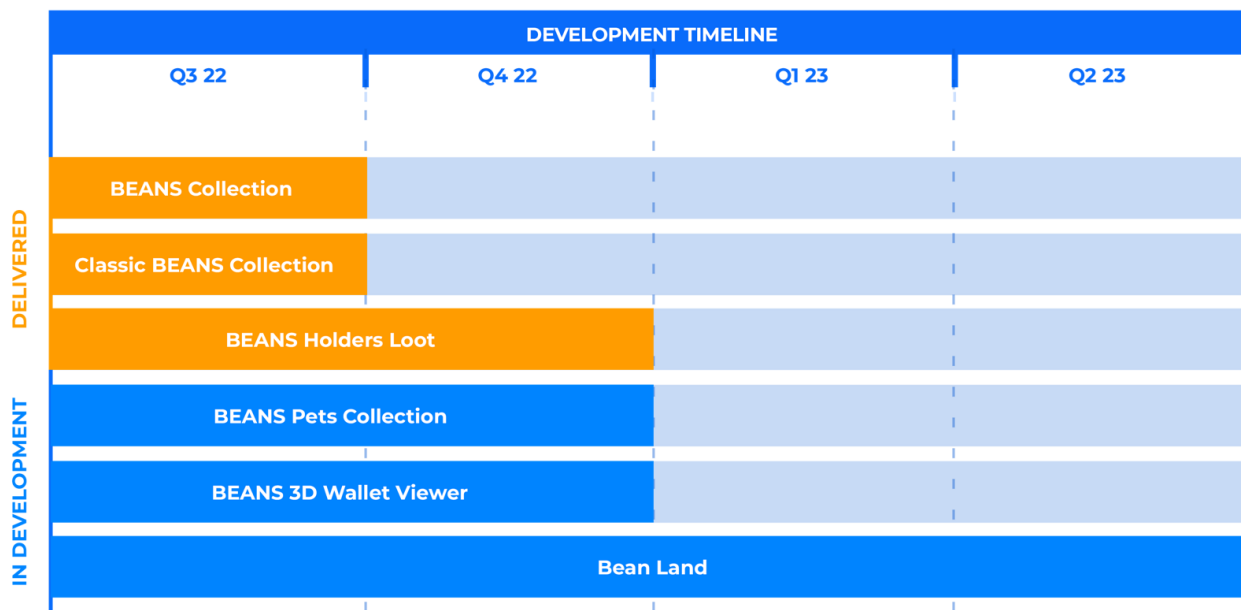 DEVELOPMENT TIMELINE
Q3 22
Q4 22
Q1 23
Q2 23
DELIVERED
BEANS Collection
Classic BEANS Collection
BEANS Holders Loot
IN DEVELOPMENT
BEANS Pets Collection
BEANS 3D Wallet Viewer
Bean Land